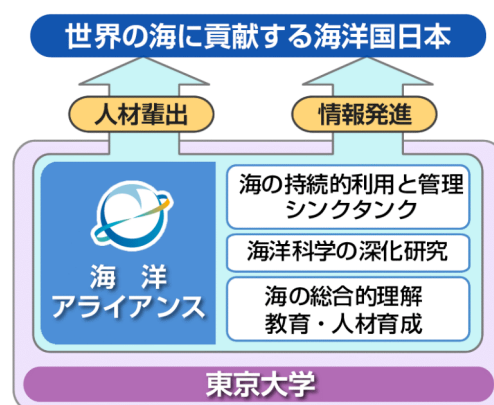 世界の海に貢献する海洋国日本
人材輩出
情報発進
海の持続的利用と管理
シンクタンク
海洋科学の深化研究
海の総合的理解
教育・人材育成
海 洋
アライアンス
東京大学